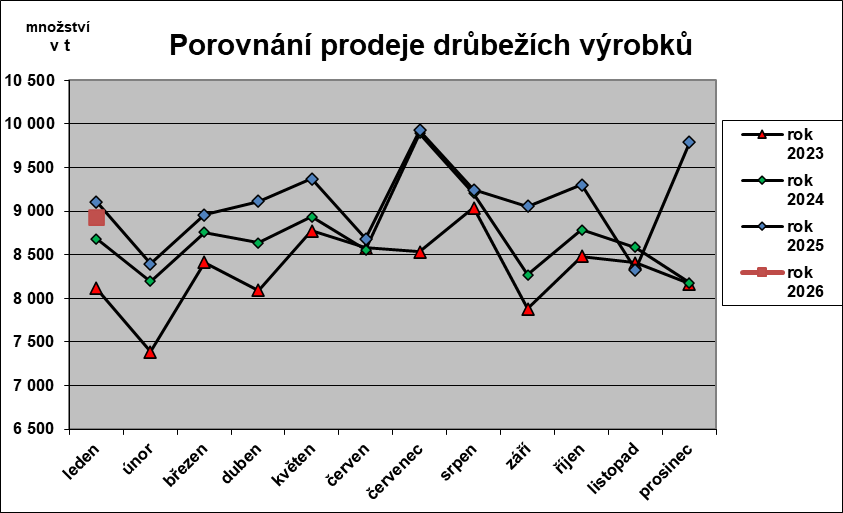 množství
v t
Porovnání prodeje drůbežích výrobků
10 500
10 000
9 500
9 000
8 500
8 000
7 500
7 000
6 500
leden
únor
březen
duben
květen
červen
červenec
srpen
září
říjen
listopad
prosinec
rok
2023
rok
2024
rok
2025
rok
2026